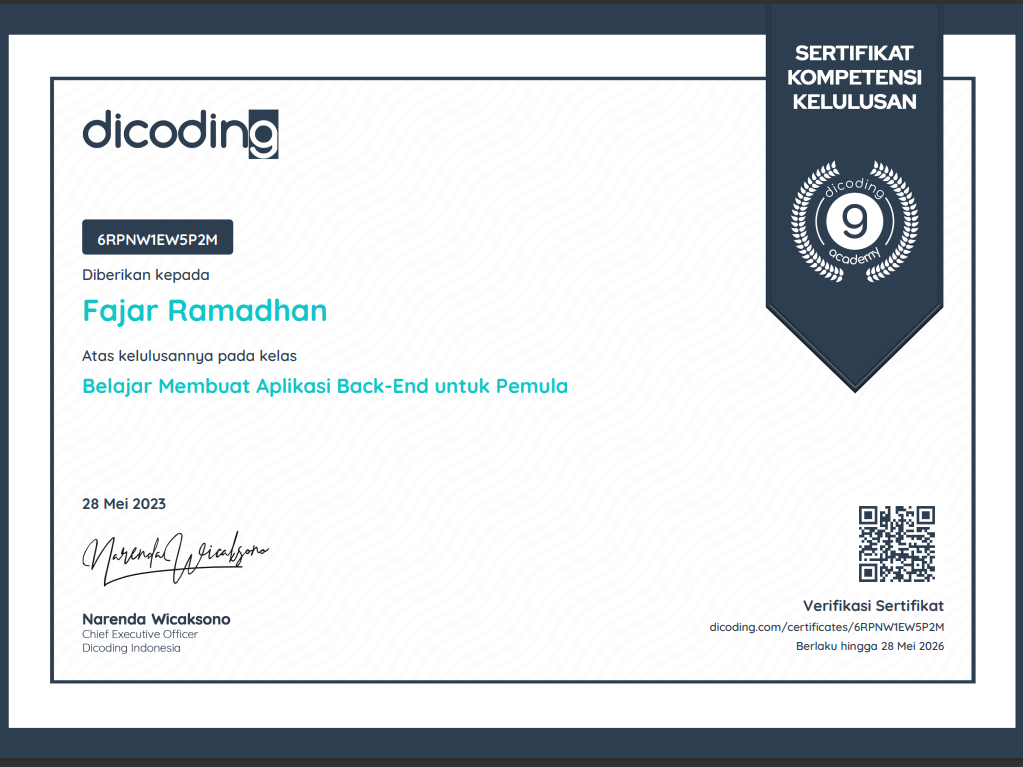 SERTIFIKAT
KOMPETENSI
KELULUSAN
dicoding
dicoding
9
academy
6RPNW1EW5P2M
Diberikan kepada
Fajar Ramadhan
Atas kelulusannya pada kelas
Belajar Membuat Aplikasi Back-End untuk Pemula
28 Mei 2023
Narenda Wicaksono
Narenda Wicaksono
Chief Executive Officer
Dicoding Indonesia
Verifikasi Sertifikat
dicoding.com/certificates/6RPNW1EW5P2M
Berlaku hingga 28 Mei 2026